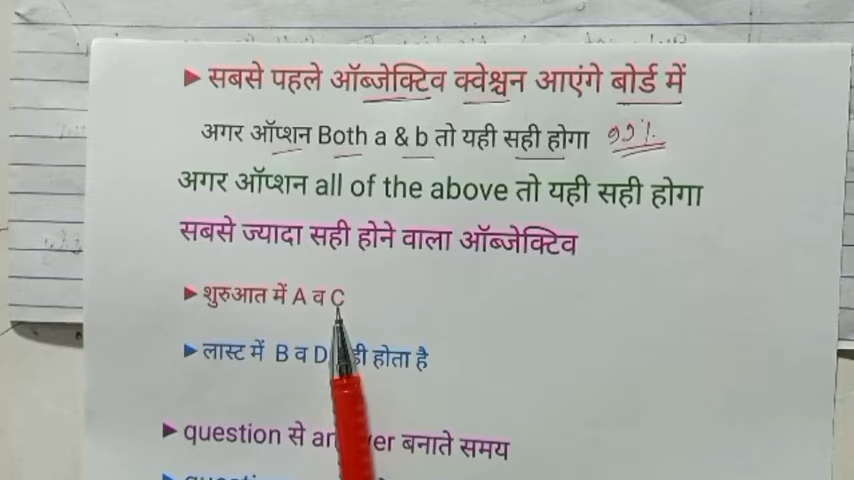 ► सबसे पहले ऑब्जेक्टिव क्वेश्चन आएंगे बोर्ड में
अगर ऑप्शन Both a & b तो यही सही होगा 99%
अगर ऑप्शन all of the above तो यही सही होगा
सबसे ज्यादा सही होने वाला ऑब्जेक्टिव
► शुरुआत में A व C
► लास्ट में B व D होता है
► question से बनाते समय